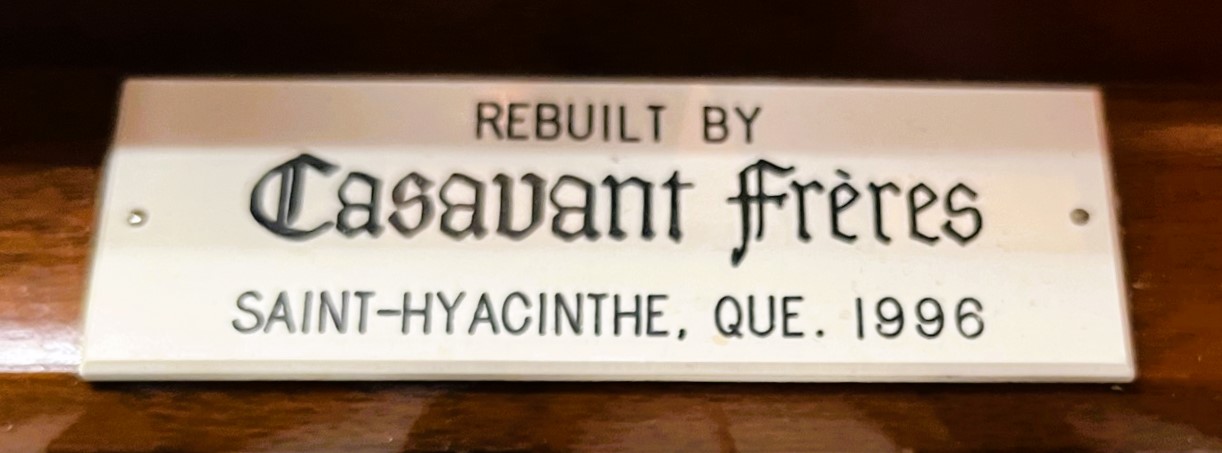 REBUILT BY
Casavant Frères
SAINT-HYACINTHE, QUE. 1996